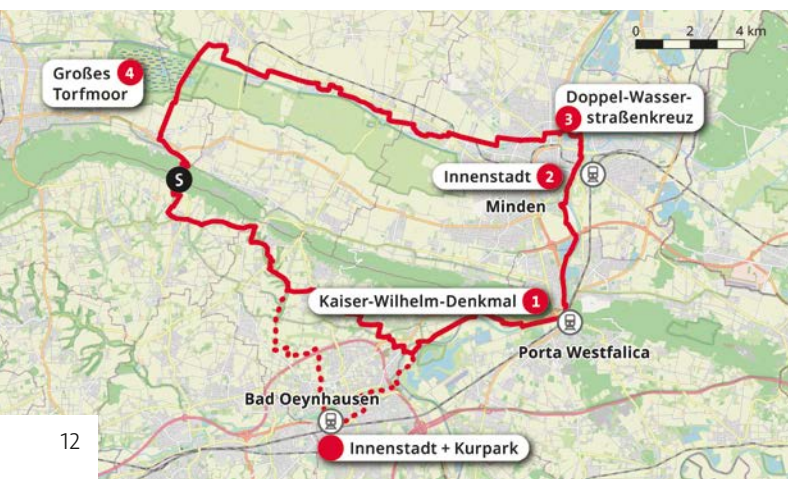 0 2 4 km
Großes 4
Torfmoor
Doppel-Wasser-
3 straßenkreuz
S
Innenstadt 2
Minden
Kaiser-Wilhelm-Denkmal 1
Porta Westfalica
Bad Oeynhausen
Innenstadt + Kurpark
12